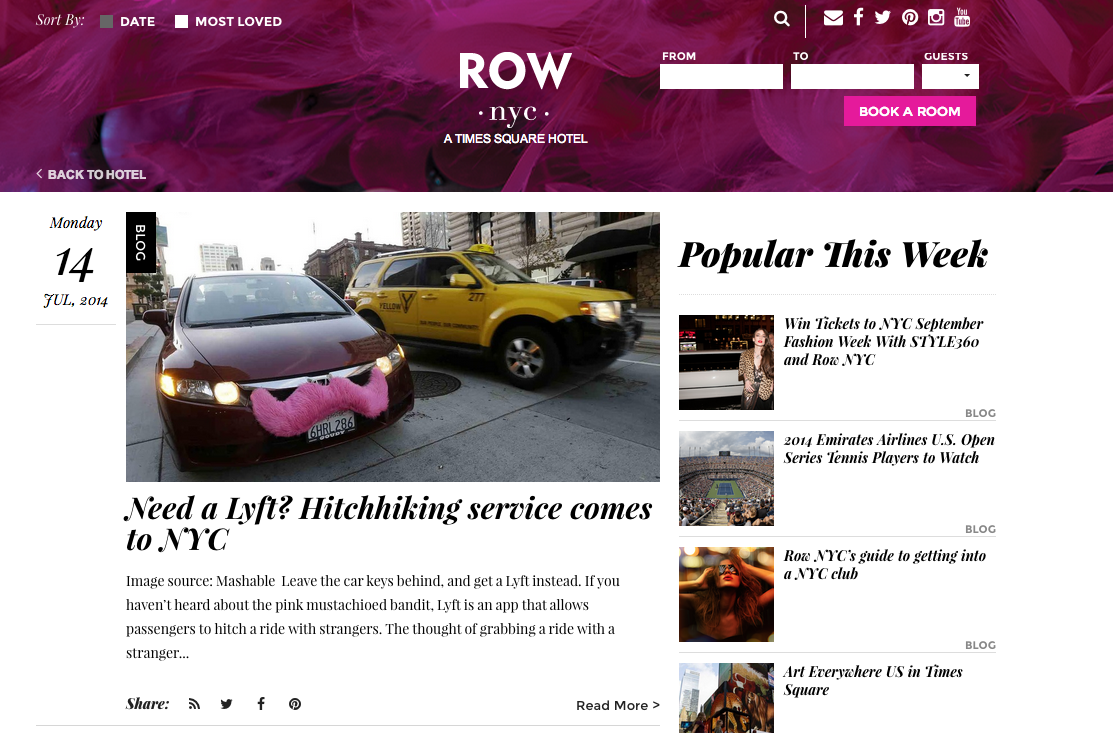 Sort By: DATE MOST LOVED
You Tube
FROM TO GUESTS
ROW
· nyc ·
A TIMES SQUARE HOTEL
BOOK A ROOM
< BACK TO HOTEL
Monday
14
JUL, 2014
BLOG
YELLOW
277
6HRL286
Need a Lyft? Hitchhiking service comes
to NYC
Image source: Mashable  Leave the car keys behind, and get a Lyft instead. If you
haven't heard about the pink mustachioed bandit, Lyft is an app that allows
passengers to hitch a ride with strangers. The thought of grabbing a ride with a
stranger...
Share:
Read More >
Popular This Week
Win Tickets to NYC September
Fashion Week With STYLE360
and Row NYC
BLOG
2014 Emirates Airlines U.S. Open
Series Tennis Players to Watch
BLOG
Row NYC's guide to getting into
a NYC club
BLOG
Art Everywhere US in Times
Square